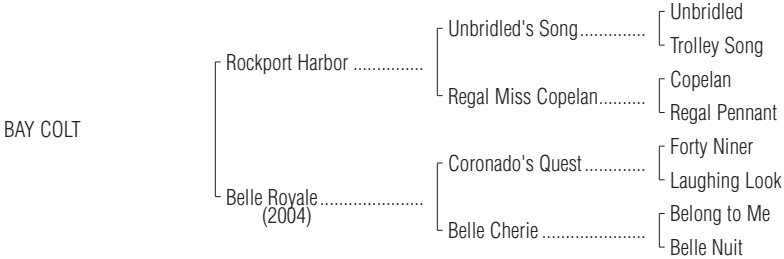 Unbridled
Unbridled's Song..............
Trolley Song
Rockport Harbor ...............
Copelan
Regal Miss Copelan..........
Regal Pennant
BAY COLT
Forty Niner
Coronado's Quest.............
Laughing Look
Belle Royale......................
(2004)
Belong to Me
Belle Cherie ......................
Belle Nuit